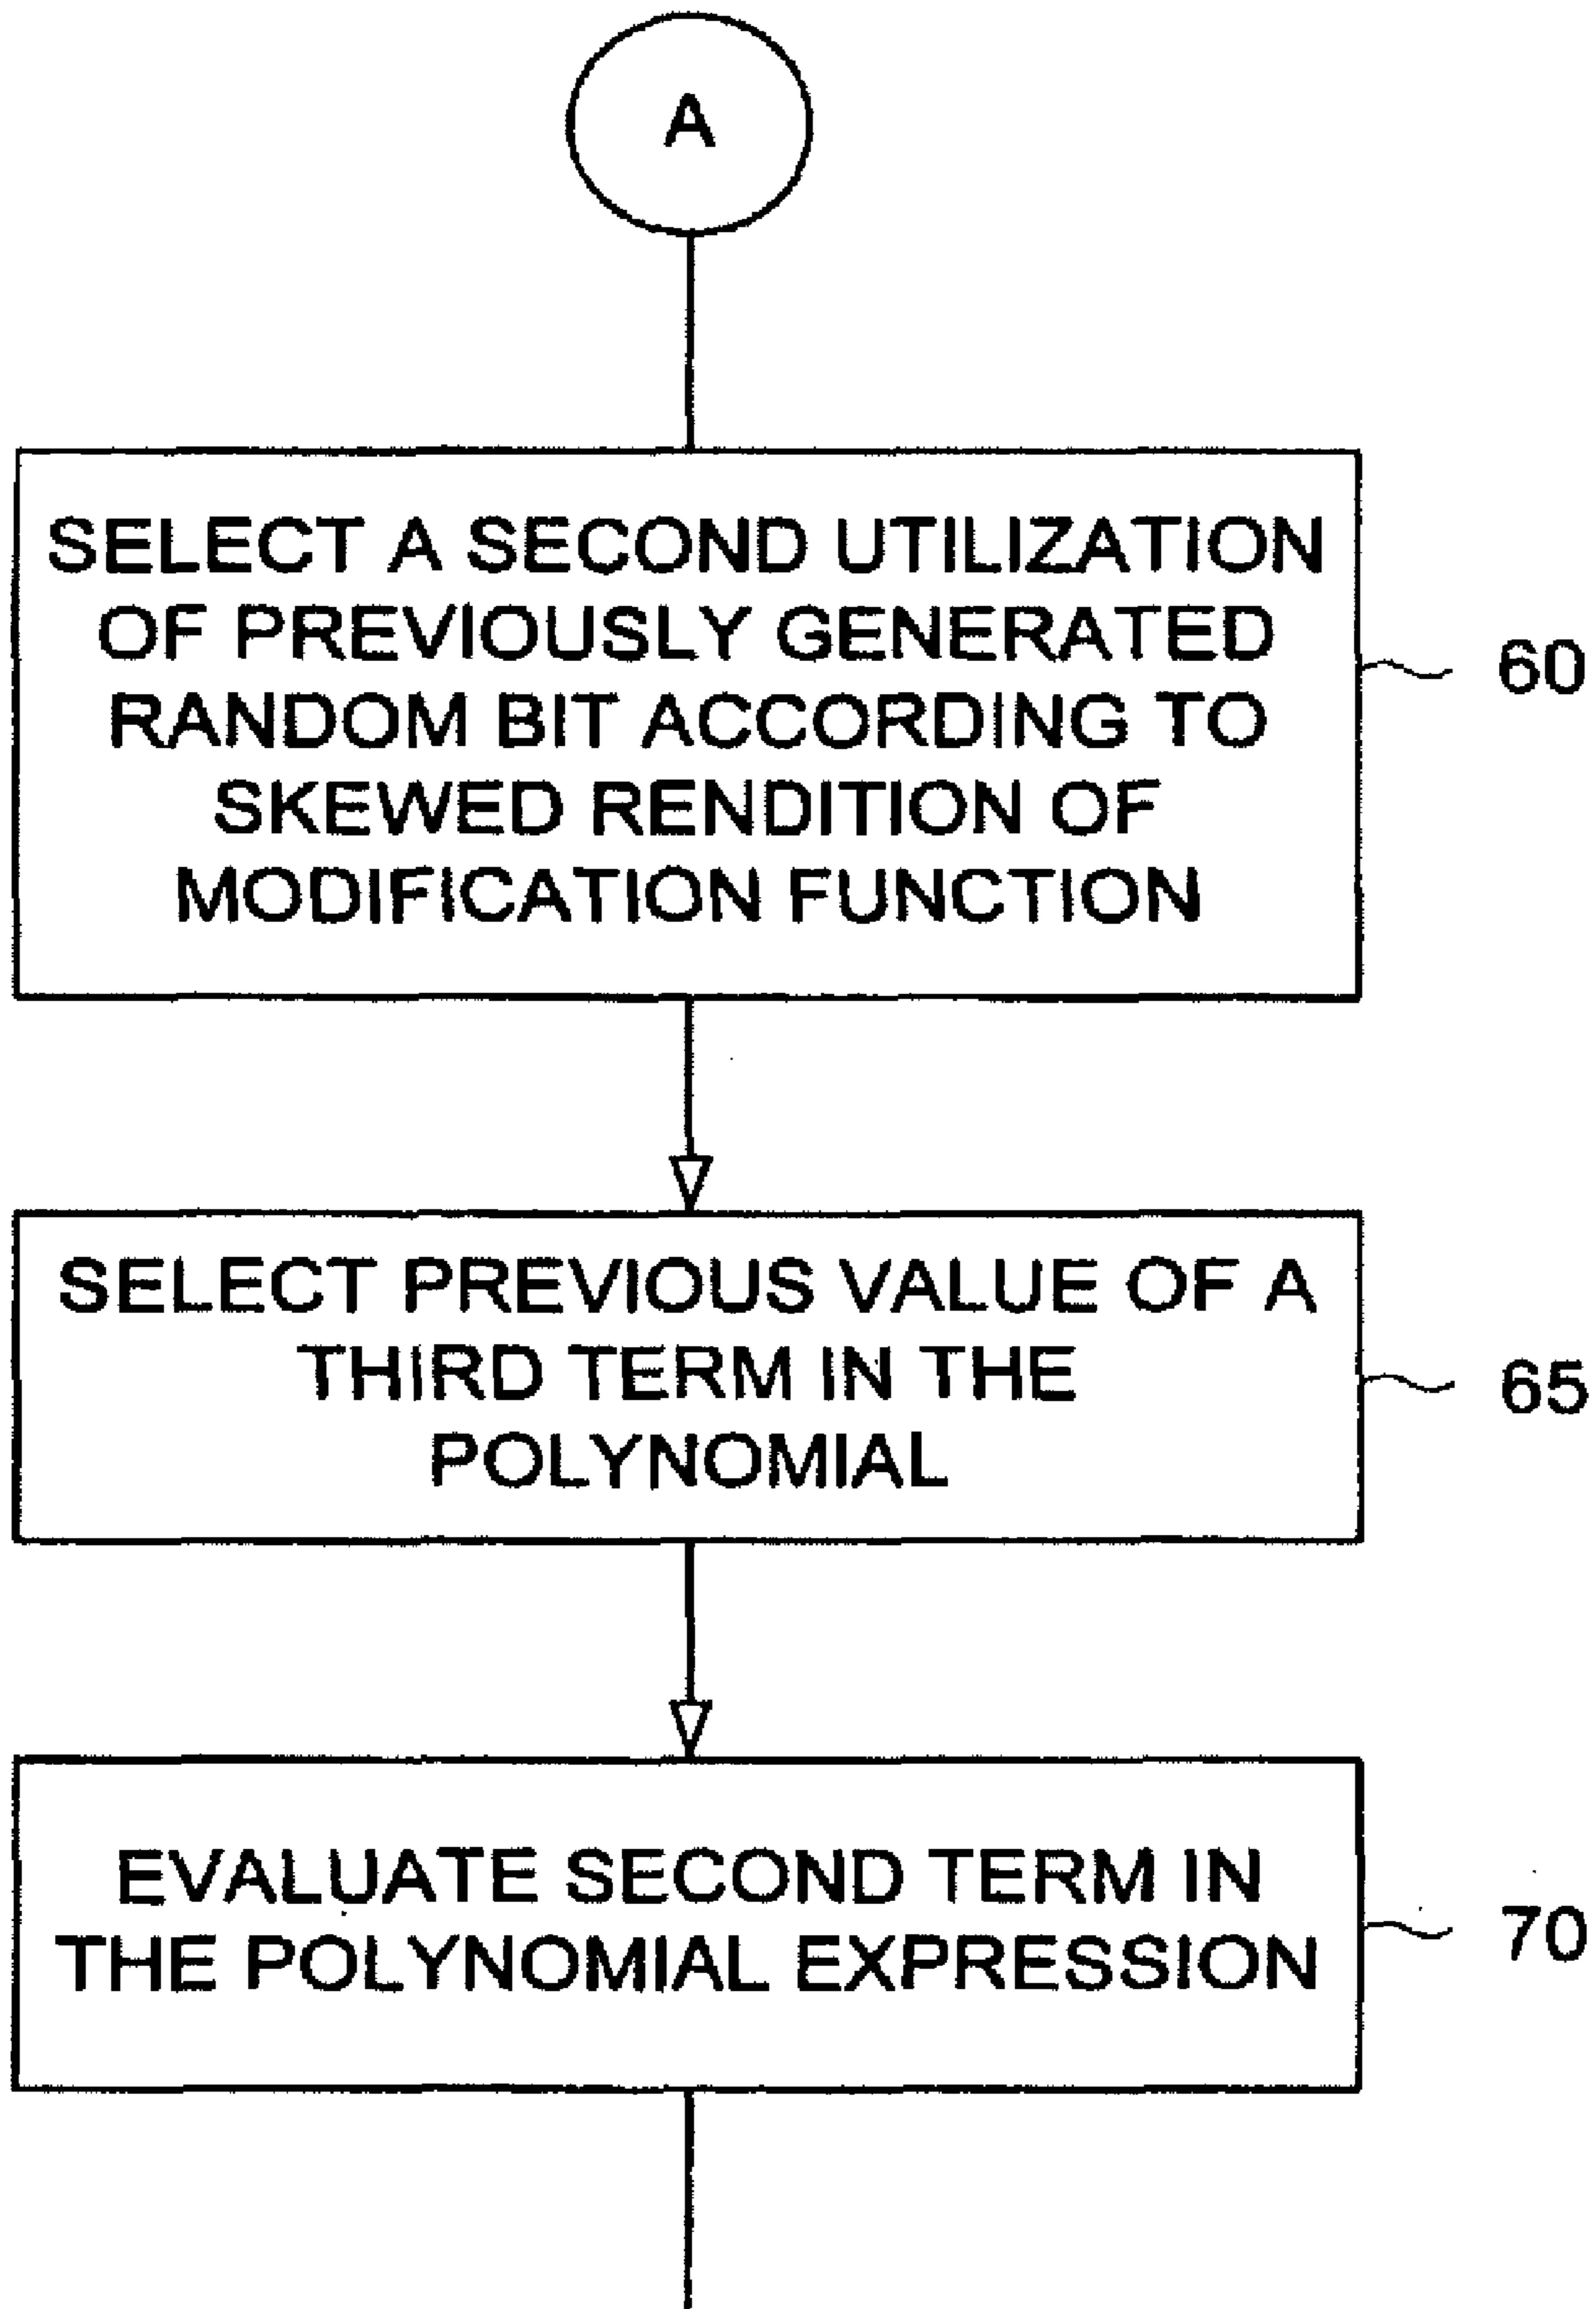 A
SELECT A SECOND UTILIZATION
OF PREVIOUSLY GENERATED
RANDOM BIT ACCORDING TO
SKEWED RENDITION OF
MODIFICATION FUNCTION
60
SELECT PREVIOUS VALUE OF A
THIRD TERM IN THE
POLYNOMIAL
65
EVALUATE SECOND TERM IN
THE POLYNOMIAL EXPRESSION
70